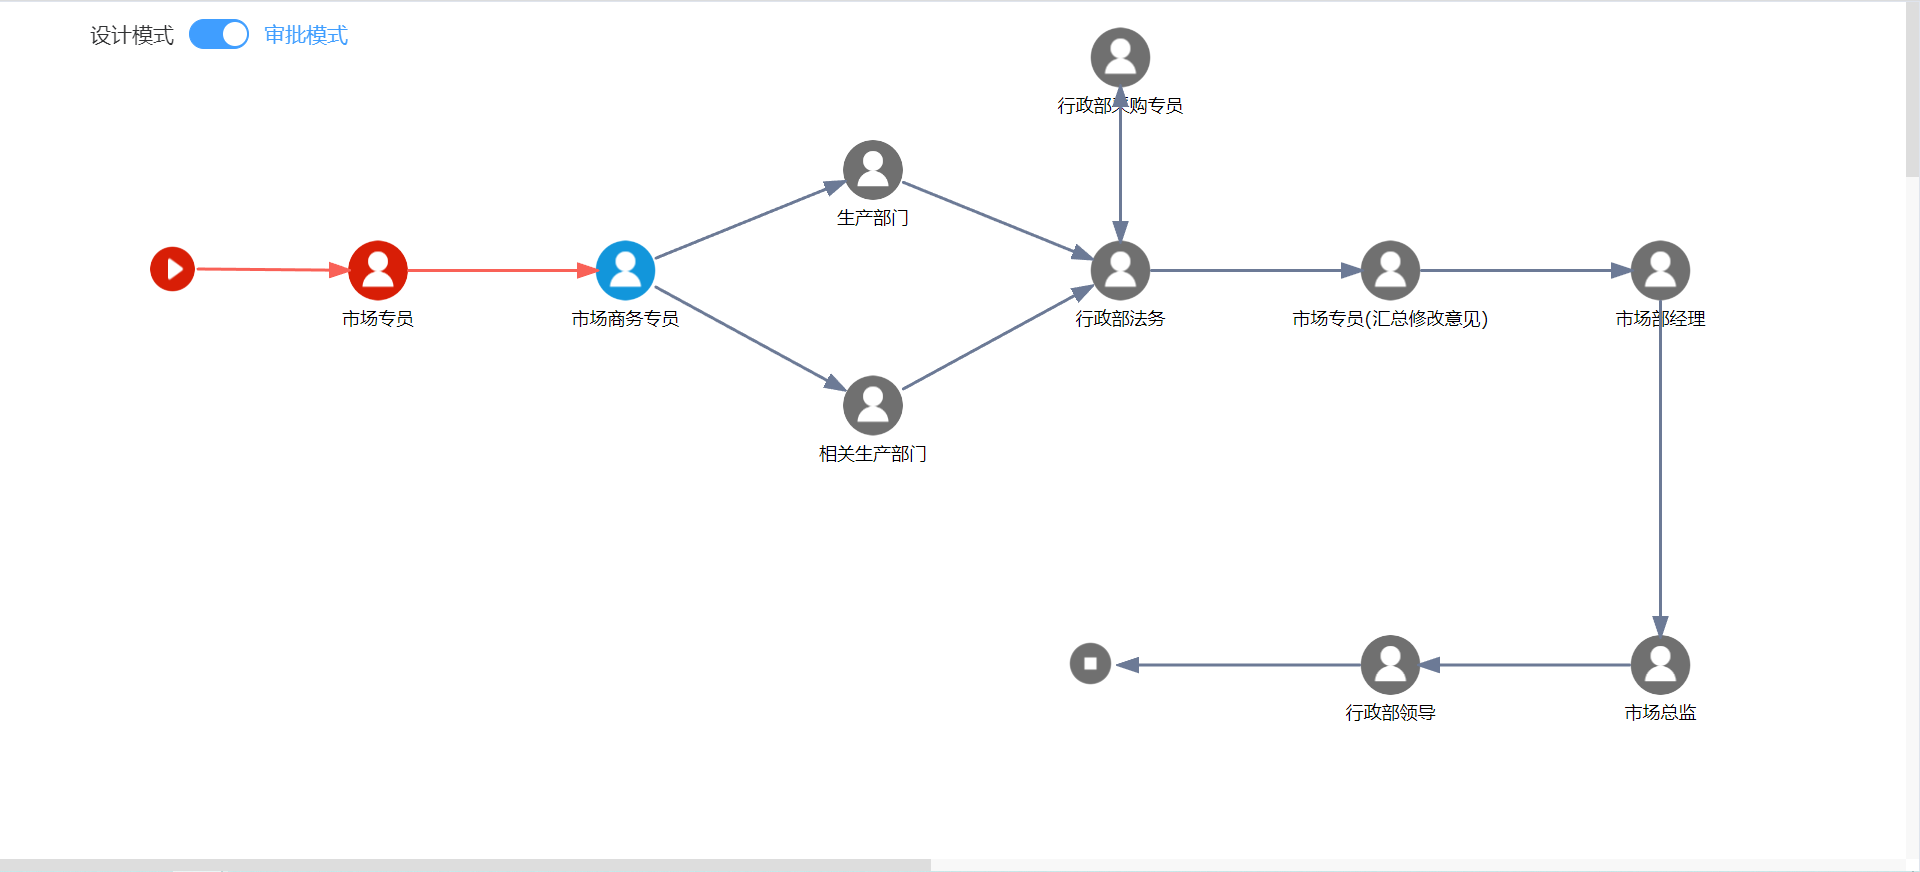 设计模式 审批模式
行政部采购专员
生产部门
市场专员
市场商务专员
行政部法务
市场专员(汇总修改意见)
市场部经理
相关生产部门
行政部领导
市场总监